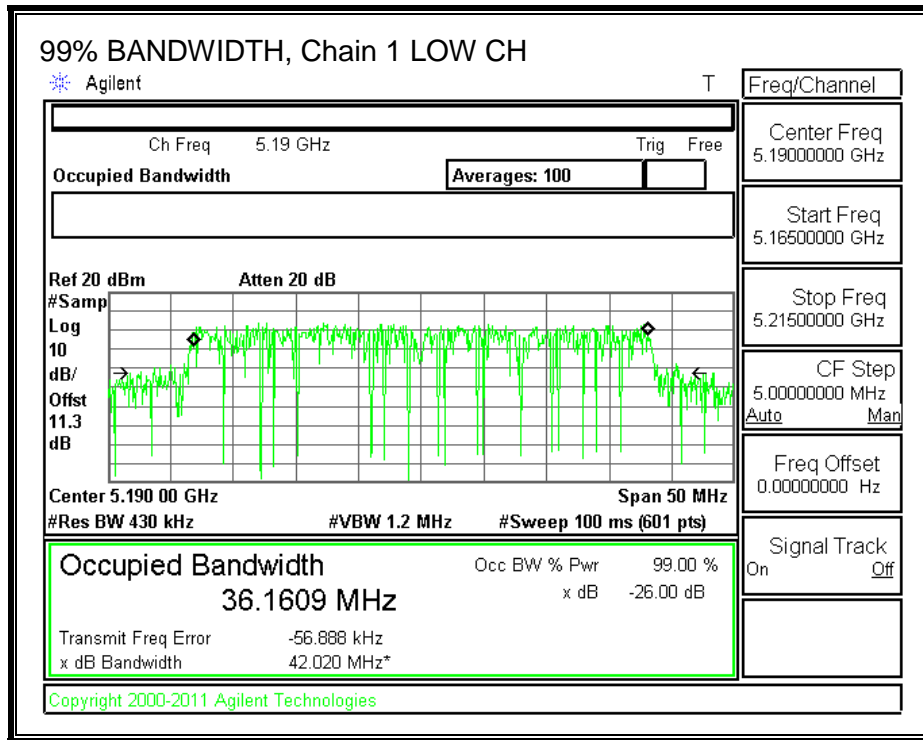 99% BANDWIDTH, Chain 1 LOW CH
Agilent T
Ch Freq 5.19 GHz Trig Free
Occupied Bandwidth Averages: 100
Ref 20 dBm Atten 20 dB
#Samp
Log
10
dB/
Offst
11.3
dB
Center 5.190 00 GHz Span 50 MHz
#Res BW 430 kHz #VBW 1.2 MHz #Sweep 100 ms (601 pts)
Occupied Bandwidth Occ BW % Pwr 99.00 %
36.1609 MHz x dB -26.00 dB
Transmit Freq Error -56.888 kHz
x dB Bandwidth 42.020 MHz*
Copyright 2000-2011 Agilent Technologies
Freq/Channel
Center Freq
5.19000000 GHz
Start Freq
5.16500000 GHz
Stop Freq
5.21500000 GHz
CF Step
5.00000000 MHz
Auto Man
Freq Offset
0.00000000 Hz
Signal Track
On Off